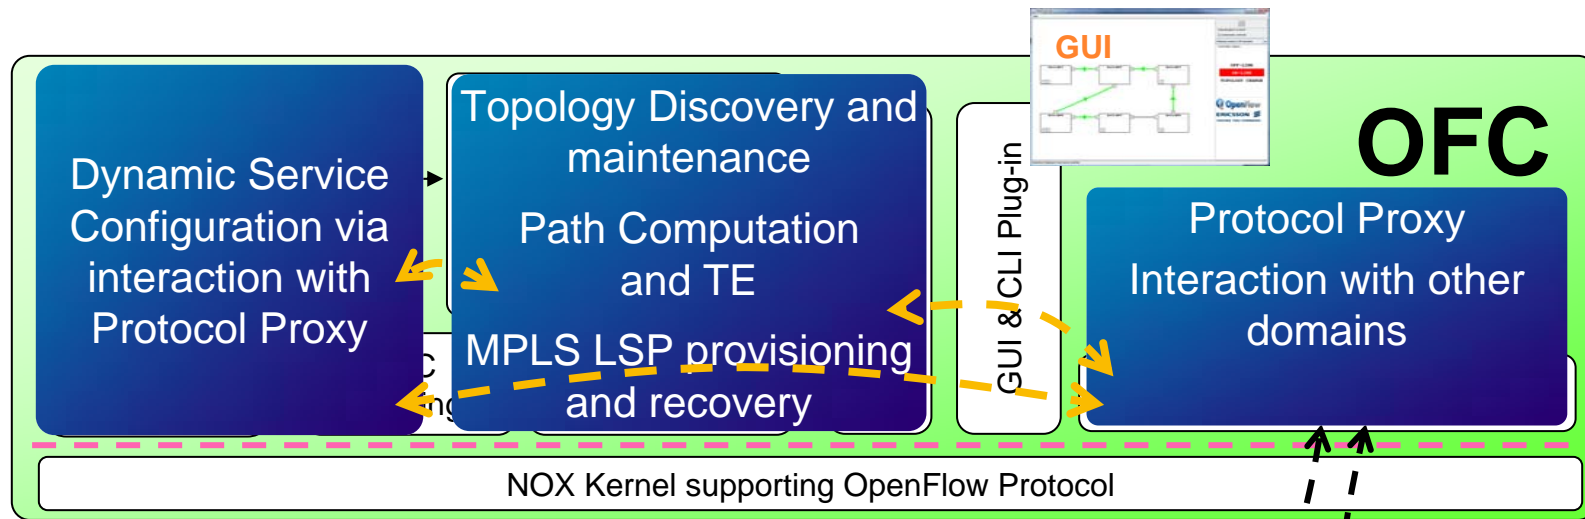 GUI
OpenFlow
ERICSSON
OFC
Dynamic Service
Configuration via
interaction with
Protocol Proxy
Topology Discovery and
maintenance
Path Computation
and TE
MPLS LSP provisioning
and recovery
GUI & CLI Plug-in
Protocol Proxy
Interaction with other
domains
NOX Kernel supporting OpenFlow Protocol